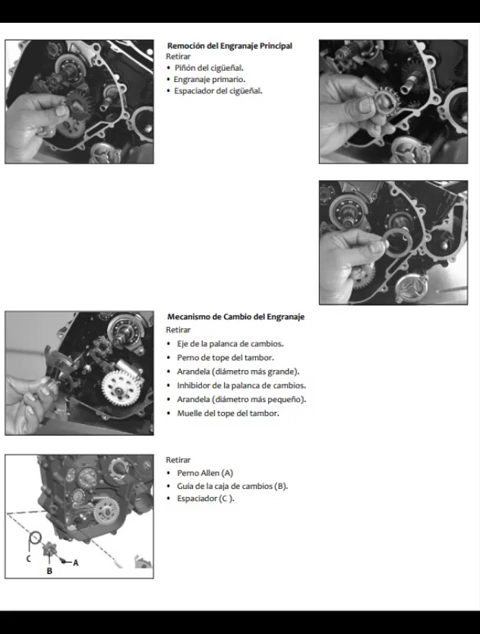 Remoción del Engranaje Principal
Retirar
• Piñón del cigüeñal.
• Engranaje primario.
• Espaciador del cigüeñal.
Mecanismo de Cambio del Engranaje
Retirar
• Eje de la palanca de cambios.
• Perno de tope del tambor.
• Arandela (diámetro más grande).
• Inhibidor de la palanca de cambios.
• Arandela (diámetro más pequeño).
• Muelle del tope del tambor.
Retirar
• Perno Allen (A)
• Guía de la caja de cambios (B).
• Espaciador (C ).
C
B
A